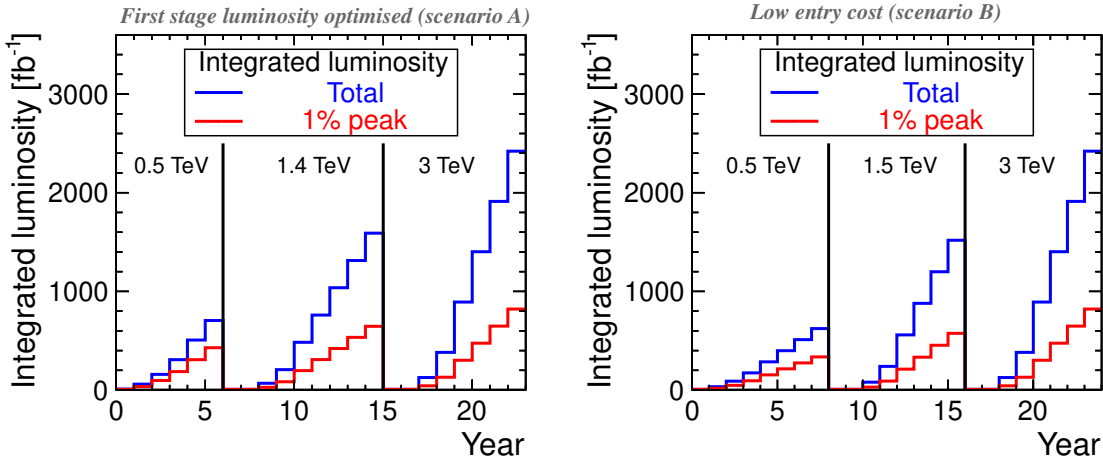 First stage luminosity optimised (scenario A)
Integrated luminosity [fb⁻¹]
3000
2000
1000
0
Integrated luminosity
Total
1% peak
0.5 TeV
1.4 TeV
3 TeV
0
5
10
15
20
Year
Low entry cost (scenario B)
Integrated luminosity [fb⁻¹]
3000
2000
1000
0
Integrated luminosity
Total
1% peak
0.5 TeV
1.5 TeV
3 TeV
0
5
10
15
20
Year